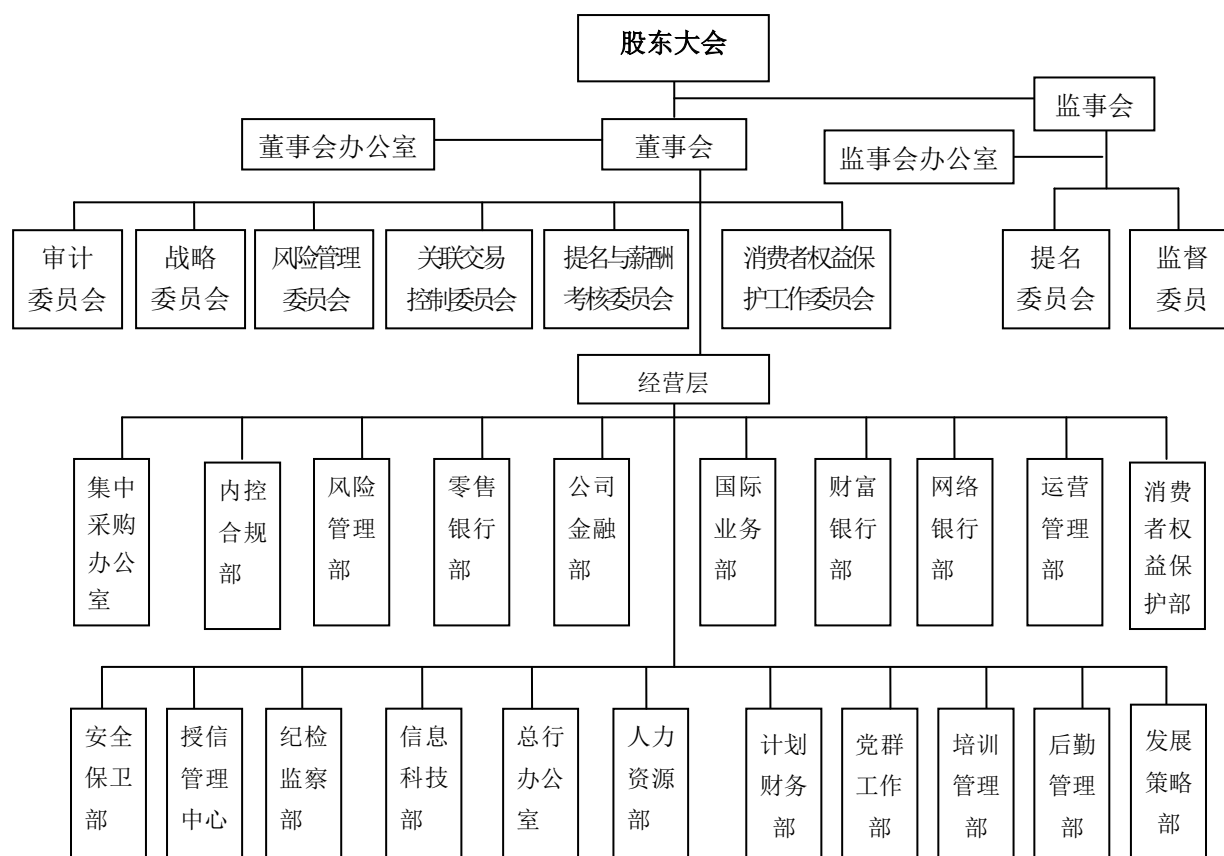 股东大会
监事会
董事会办公室
董事会
监事会办公室
审计
委员会
战略
委员会
风险管理
委员会
关联交易
控制委员会
提名与薪酬
考核委员会
消费者权益保
护工作委员会
提名
委员会
监督
委员
经营层
集中
采购
办公
室
内控
合规
部
风险
管理
部
零售
银行
部
公司
金融
部
国际
业务
部
财富
银行
部
网络
银行
部
运营
管理
部
消费
者权
益保
护部
安全
保卫
部
授信
管理
中心
纪检
监察
部
信息
科技
部
总行
办公
室
人力
资源
部
计划
财务
部
党群
工作
部
培训
管理
部
后勤
管理
部
发展
策略
部